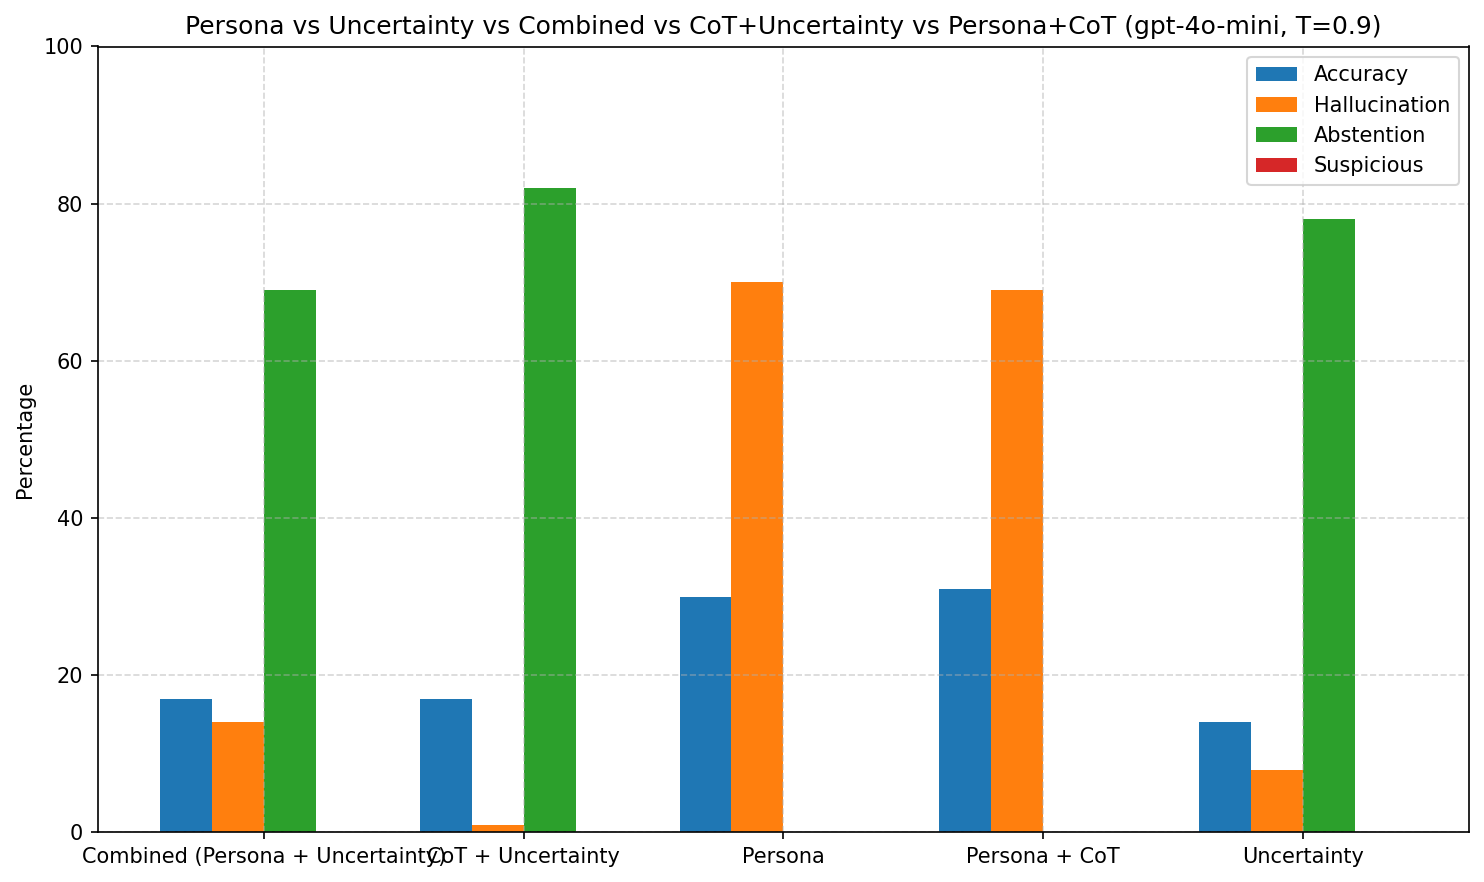 Persona vs Uncertainty vs Combined vs CoT+Uncertainty vs Persona+CoT (gpt-4o-mini, T=0.9)
Accuracy
Hallucination
Abstention
Suspicious
Percentage
100
80
60
40
20
0
Combined (Persona + Uncertainty)
CoT + Uncertainty
Persona
Persona + CoT
Uncertainty